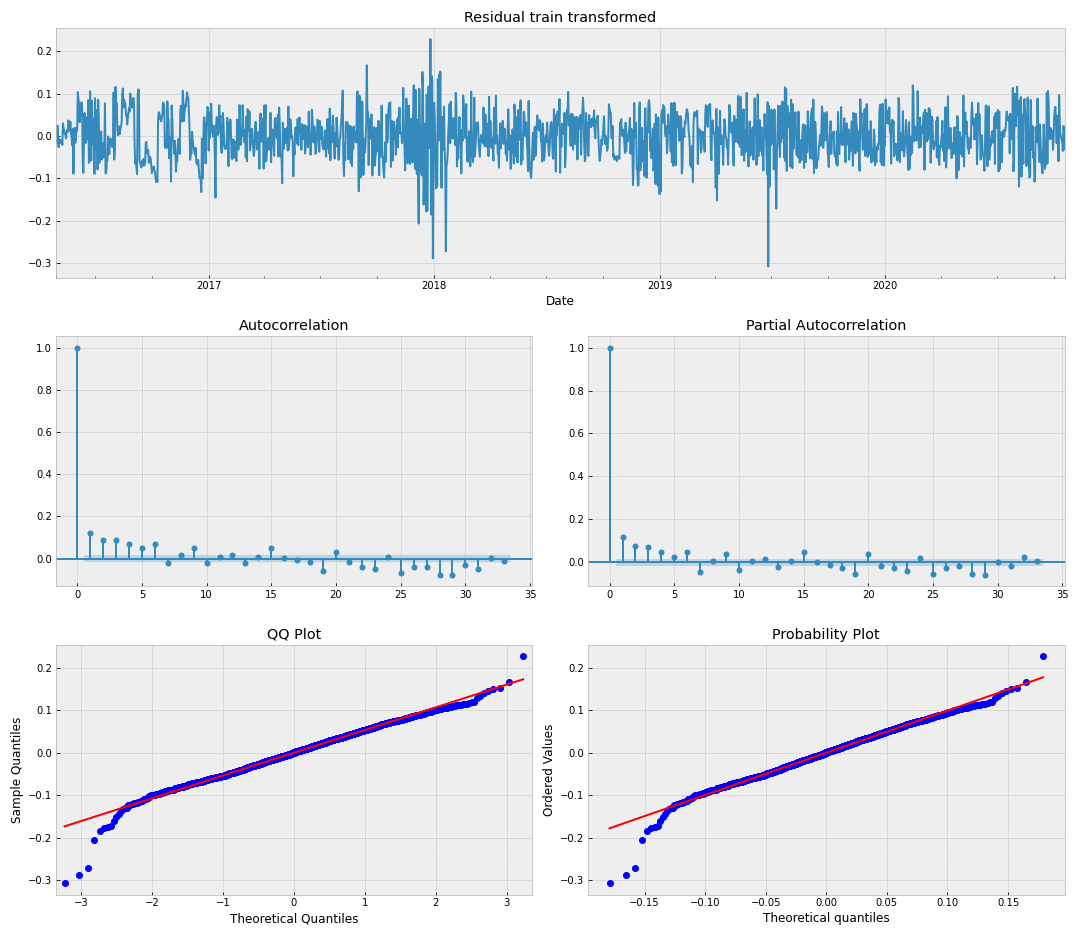 Residual train transformed
0.2
0.1
0.0
−0.1
−0.2
−0.3
2017 2018 2019 2020
Date
Autocorrelation
1.0
0.8
0.6
0.4
0.2
0.0
0 5 10 15 20 25 30 35
Partial Autocorrelation
1.0
0.8
0.6
0.4
0.2
0.0
0 5 10 15 20 25 30 35
QQ Plot
Sample Quantiles
0.2
0.1
0.0
−0.1
−0.2
−0.3
−3 −2 −1 0 1 2 3
Theoretical Quantiles
Probability Plot
Ordered Values
0.2
0.1
0.0
−0.1
−0.2
−0.3
−0.15 −0.10 −0.05 0.00 0.05 0.10 0.15
Theoretical quantiles